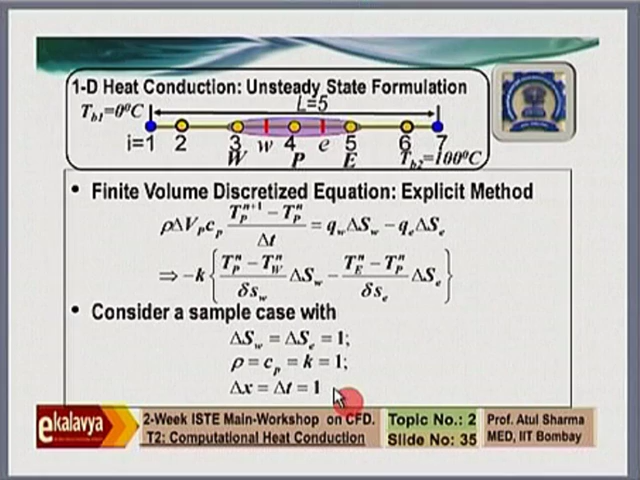 1-D Heat Conduction: Unsteady State Formulation
L=5
T_b1=0⁰C
i=1 2 3 w 4 e 5 6 7
W P E T_b2=100⁰C
• Finite Volume Discretized Equation: Explicit Method
ρΔV_P c_p (T_P^{n+1} − T_P^n)/Δt = q_w ΔS_w − q_e ΔS_e
⇒ −k { (T_P^n − T_W^n)/δs_w ΔS_w − (T_E^n − T_P^n)/δs_e ΔS_e }
• Consider a sample case with
ΔS_w = ΔS_e = 1;
ρ = c_p = k = 1;
Δx = Δt = 1
ekalavya
2-Week ISTE Main-Workshop on CFD.
T2: Computational Heat Conduction
Topic No.: 2
Slide No: 35
Prof. Atul Sharma
MED, IIT Bombay